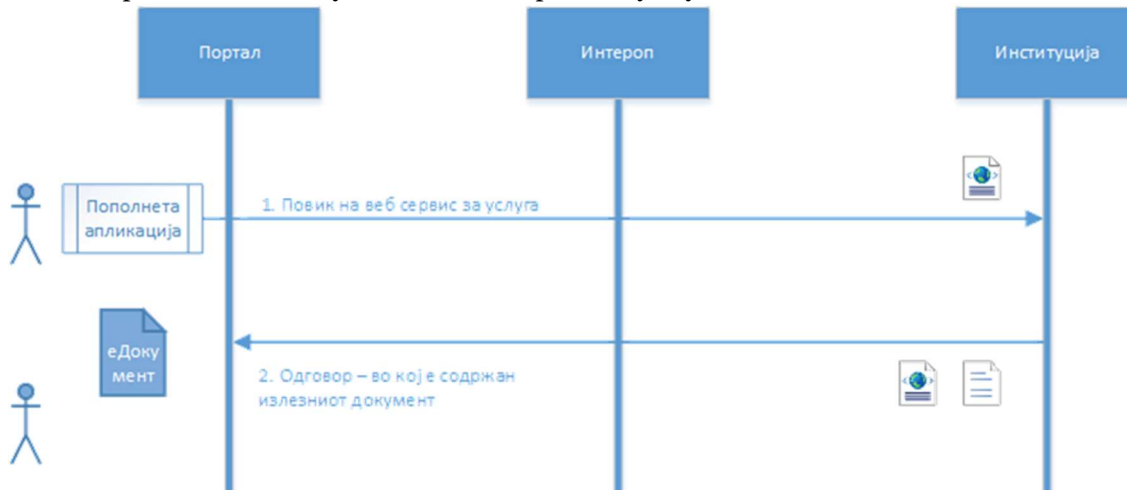 Портал
Интероп
Институција
Пополнета
апликација
1. Повик на веб сервис за услуга
еДоку
мент
2. Одговор – во кој е содржан
излезниот документ